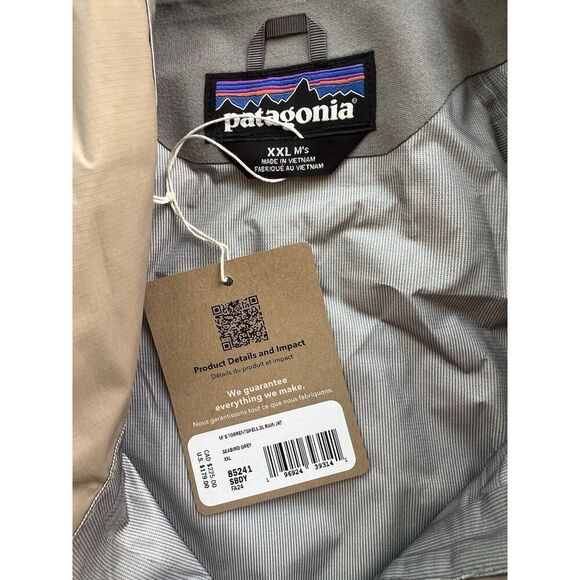 patagonia®
XXL M's
MADE IN VIETNAM
FABRIQUÉ AU VIETNAM
Product Details and Impact
Détails du produit et impact
We guarantee
everything we make.
Nous garantissons tout ce que nous fabriquons.
M'S TORRENTSHELL 3L RAIN JKT
SEABIRD GREY
XXL
85241
SBDY
FA24
1 96924 39314
CAD $225.00
U.S. $179.00